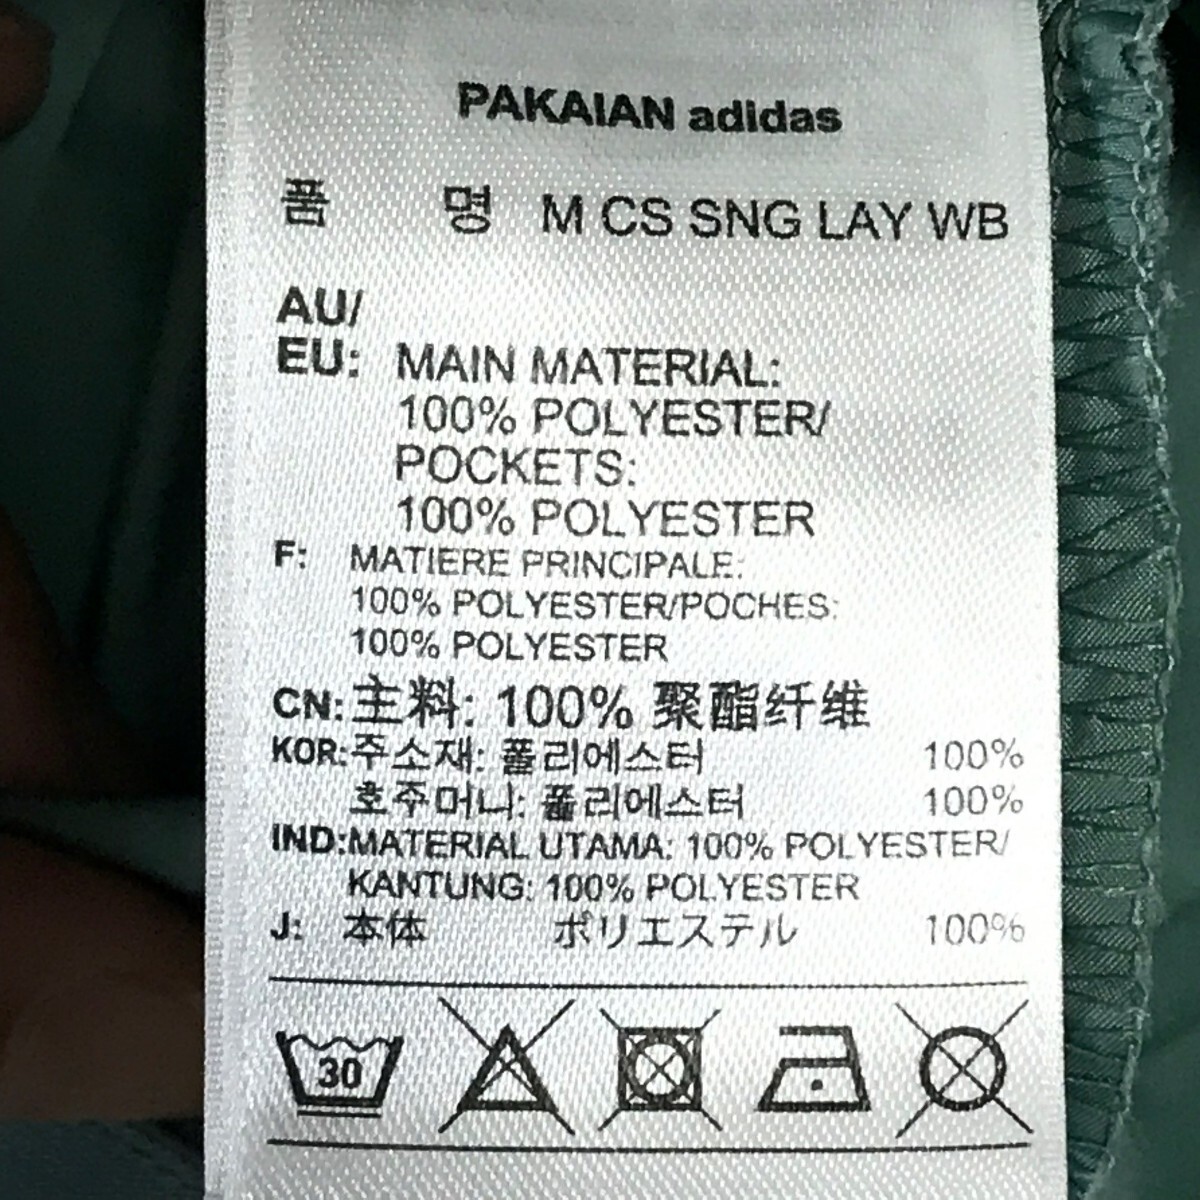 PAKAIAN adidas
품 명 M CS SNG LAY WB
AU/
EU: MAIN MATERIAL:
100% POLYESTER/
POCKETS:
100% POLYESTER
F: MATIERE PRINCIPALE:
100% POLYESTER/POCHES:
100% POLYESTER
CN: 主料: 100% 聚酯纤维
KOR: 주소재: 폴리에스터 100%
호주머니: 폴리에스터 100%
IND: MATERIAL UTAMA: 100% POLYESTER/
KANTUNG: 100% POLYESTER
J: 本体 ポリエステル 100%
30